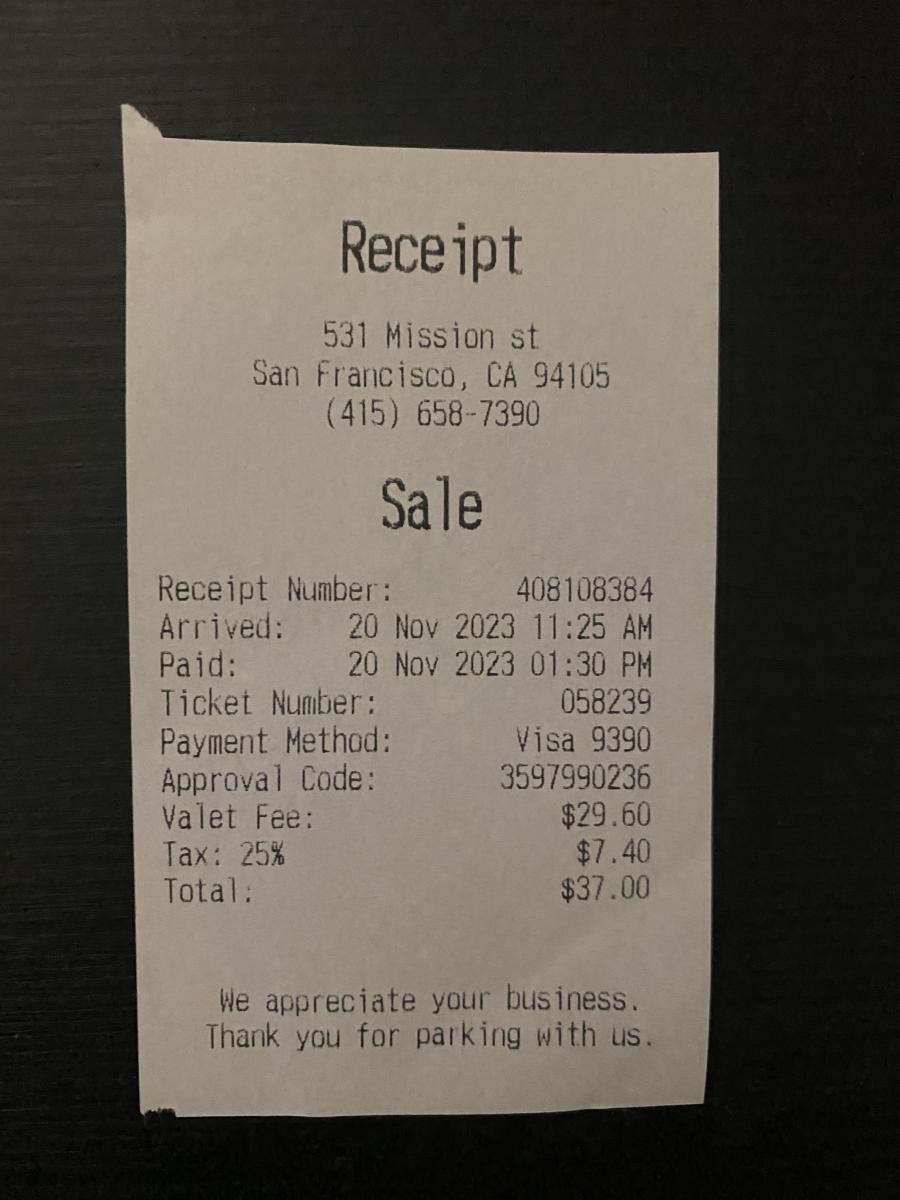 Receipt
531 Mission st
San Francisco, CA 94105
(415) 658-7390
Sale
Receipt Number: 408108384
Arrived: 20 Nov 2023 11:25 AM
Paid: 20 Nov 2023 01:30 PM
Ticket Number: 058239
Payment Method: Visa 9390
Approval Code: 3597990236
Valet Fee: $29.60
Tax: 25% $7.40
Total: $37.00
We appreciate your business.
Thank you for parking with us.